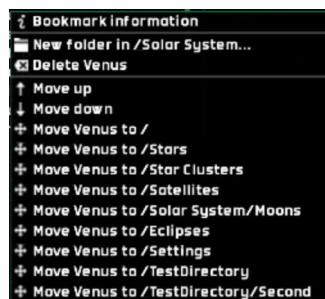 Bookmark information
New folder in /Solar System...
Delete Venus
Move up
Move down
Move Venus to /
Move Venus to /Stars
Move Venus to /Star Clusters
Move Venus to /Satellites
Move Venus to /Solar System/Moons
Move Venus to /Eclipses
Move Venus to /Settings
Move Venus to /TestDirectory
Move Venus to /TestDirectory/Second